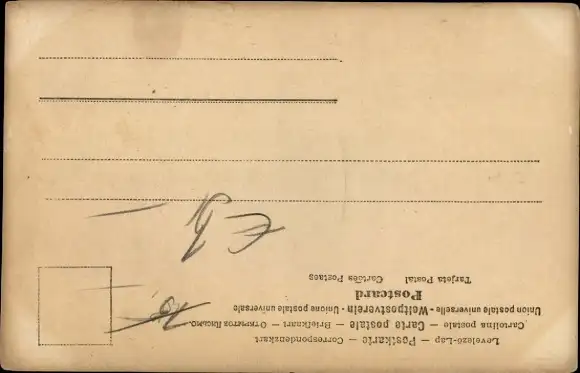 Levelező-Lap — Postkarte — Correspondenzkart
Cartolina postale — Carte postale — Briefkaart — Открытое Письмо.
Union postale universelle - Weltpostverein - Unione postale universale
Postcard
Tarjeta Postal Cartões Postaes